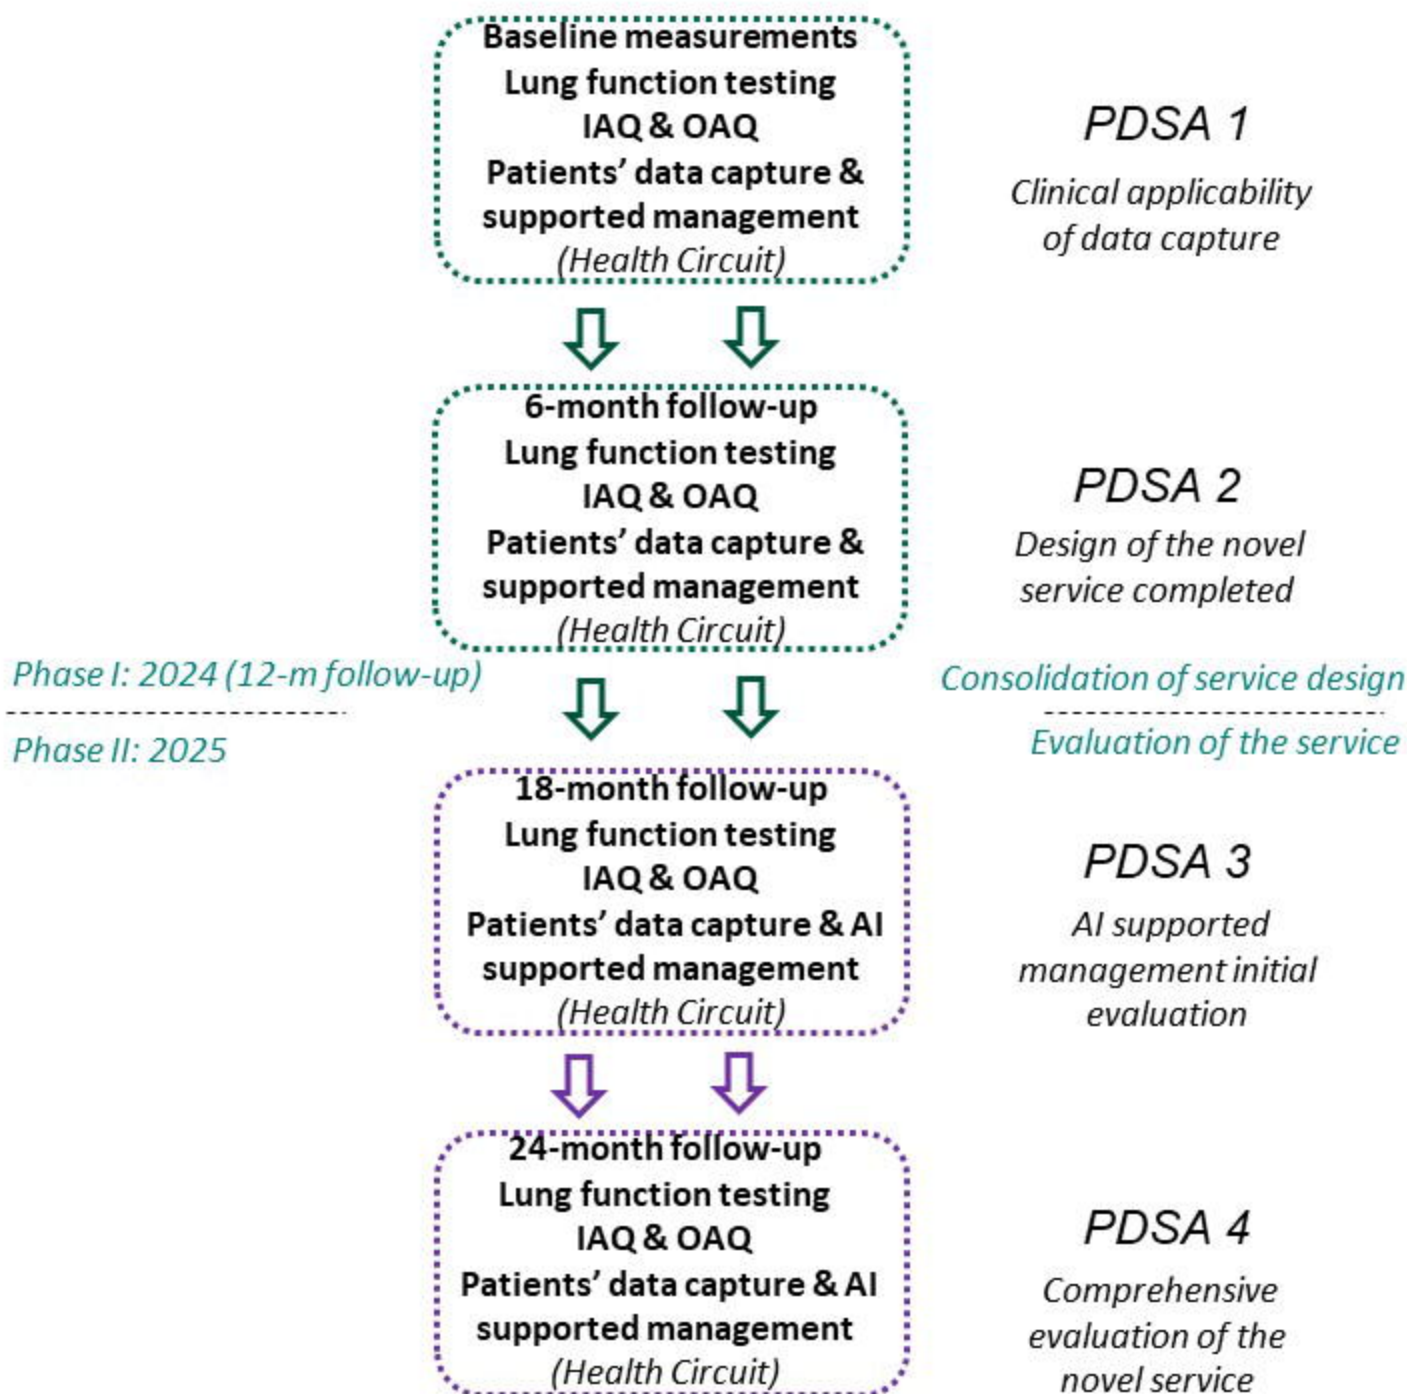 Baseline measurements
Lung function testing
IAQ & OAQ
Patients' data capture &
supported management
(Health Circuit)
PDSA 1
Clinical applicability
of data capture
6-month follow-up
Lung function testing
IAQ & OAQ
Patients' data capture &
supported management
(Health Circuit)
PDSA 2
Design of the novel
service completed
Phase I: 2024 (12-m follow-up)
Consolidation of service design
Phase II: 2025
Evaluation of the service
18-month follow-up
Lung function testing
IAQ & OAQ
Patients' data capture & AI
supported management
(Health Circuit)
PDSA 3
AI supported
management initial
evaluation
24-month follow-up
Lung function testing
IAQ & OAQ
Patients' data capture & AI
supported management
(Health Circuit)
PDSA 4
Comprehensive
evaluation of the
novel service